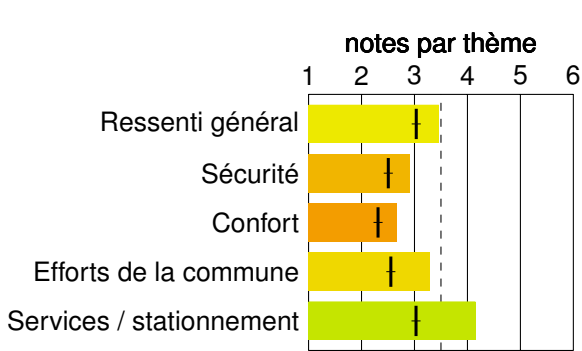 notes par thème
1 2 3 4 5 6
Ressenti général
Sécurité
Confort
Efforts de la commune
Services / stationnement